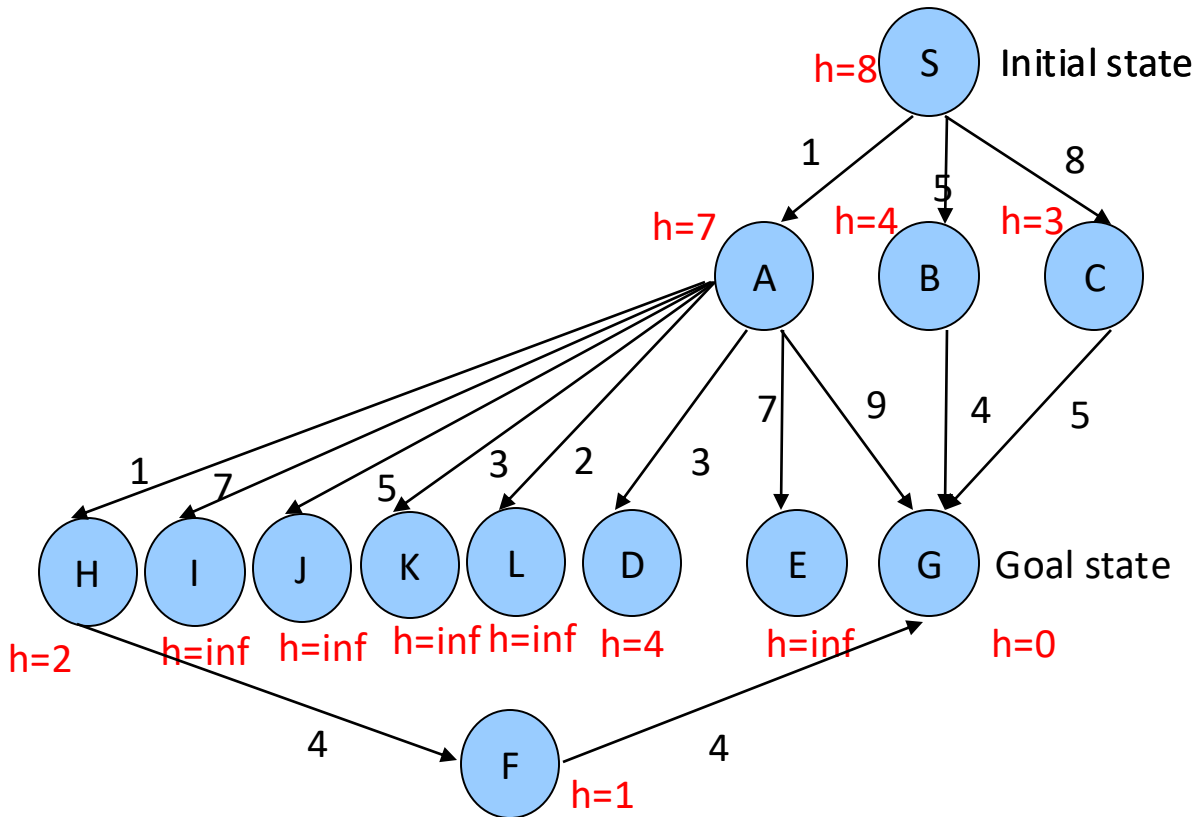 S
Initial state
h=8
1
5
8
h=7
h=4
h=3
A
B
C
1
7
5
3
2
3
7
9
4
5
H
I
J
K
L
D
E
G
Goal state
h=2
h=inf
h=inf
h=inf
h=inf
h=4
h=inf
h=0
4
F
4
h=1